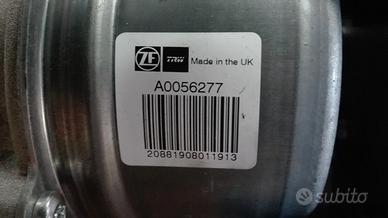 ZF TRW Made in the UK
A0056277
20881908011913
subito